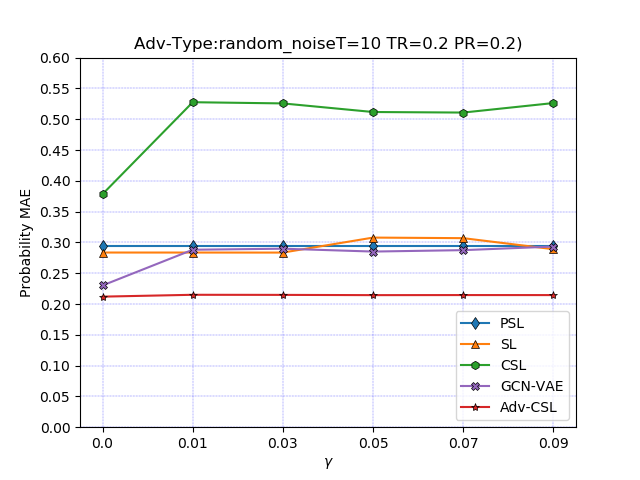 Adv-Type:random_noiseT=10 TR=0.2 PR=0.2)
Probability MAE
0.60
0.55
0.50
0.45
0.40
0.35
0.30
0.25
0.20
0.15
0.10
0.05
0.00
PSL
SL
CSL
GCN-VAE
Adv-CSL
0.0 0.01 0.03 0.05 0.07 0.09
γ